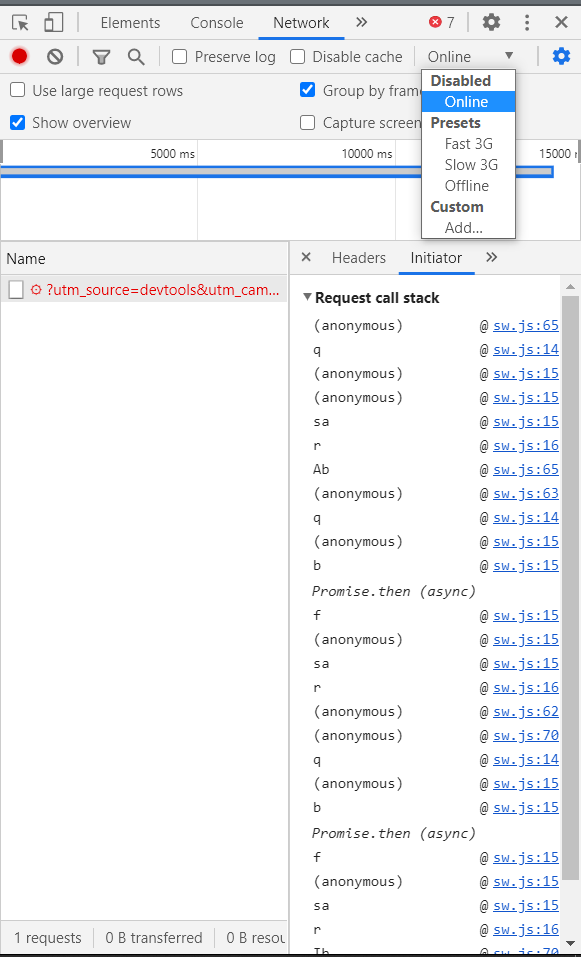 Elements Console Network 7
Preserve log Disable cache Online
Use large request rows Group by frame
Show overview Capture screen
Disabled
Online
Presets
Fast 3G
Slow 3G
Offline
Custom
Add...
5000 ms 10000 ms 15000
Name
?utm_source=devtools&utm_cam...
Headers Initiator
Request call stack
(anonymous) @ sw.js:65
q @ sw.js:14
(anonymous) @ sw.js:15
(anonymous) @ sw.js:15
sa @ sw.js:15
r @ sw.js:16
Ab @ sw.js:65
(anonymous) @ sw.js:63
q @ sw.js:14
(anonymous) @ sw.js:15
b @ sw.js:15
Promise.then (async)
f @ sw.js:15
(anonymous) @ sw.js:15
sa @ sw.js:15
r @ sw.js:16
(anonymous) @ sw.js:62
(anonymous) @ sw.js:70
q @ sw.js:14
(anonymous) @ sw.js:15
b @ sw.js:15
Promise.then (async)
f @ sw.js:15
(anonymous) @ sw.js:15
sa @ sw.js:15
r @ sw.js:16
@ sw.js:70
1 requests 0 B transferred 0 B resou